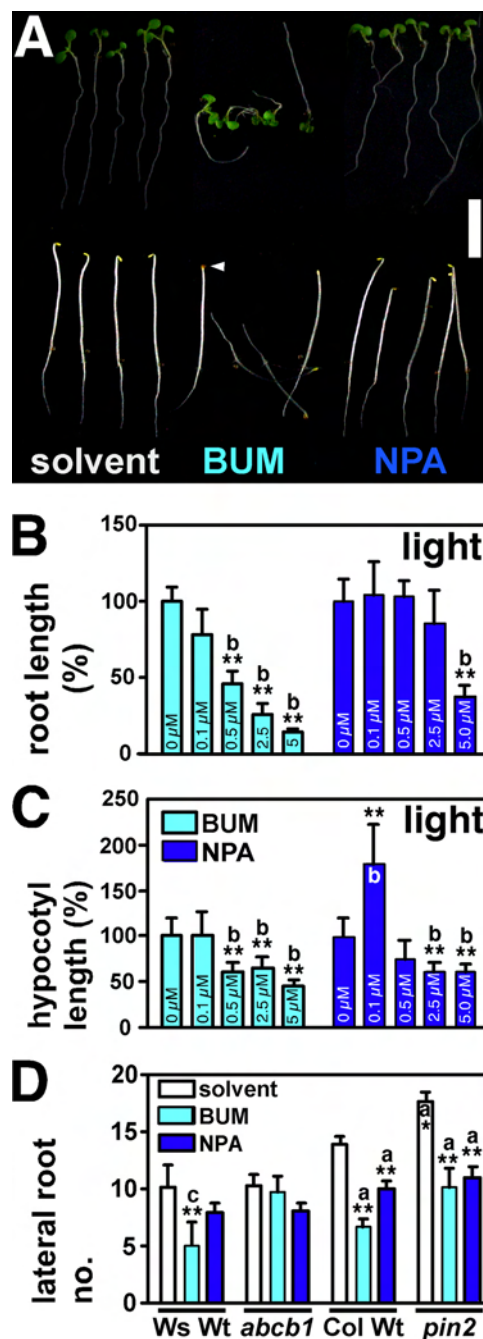 A
solvent BUM NPA
B
light
root length
(%)
150
100
50
0
b
**
b
**
b
**
b
**
0 µM
0.1 µM
0.5 µM
2.5
5
0 µM
0.1 µM
0.5 µM
2.5 µM
5.0 µM
C
light
hypocotyl
length (%)
250
200
150
100
50
0
BUM
NPA
b
**
b
**
b
**
**
b
b
**
b
**
0 µM
0.1 µM
0.5 µM
2.5 µM
5 µM
0 µM
0.1 µM
0.5 µM
2.5 µM
5.0 µM
D
lateral root
no.
20
15
10
5
0
solvent
BUM
NPA
c
**
a
**
a
**
a
*
a
**
a
**
Ws Wt abcb1 Col Wt pin2